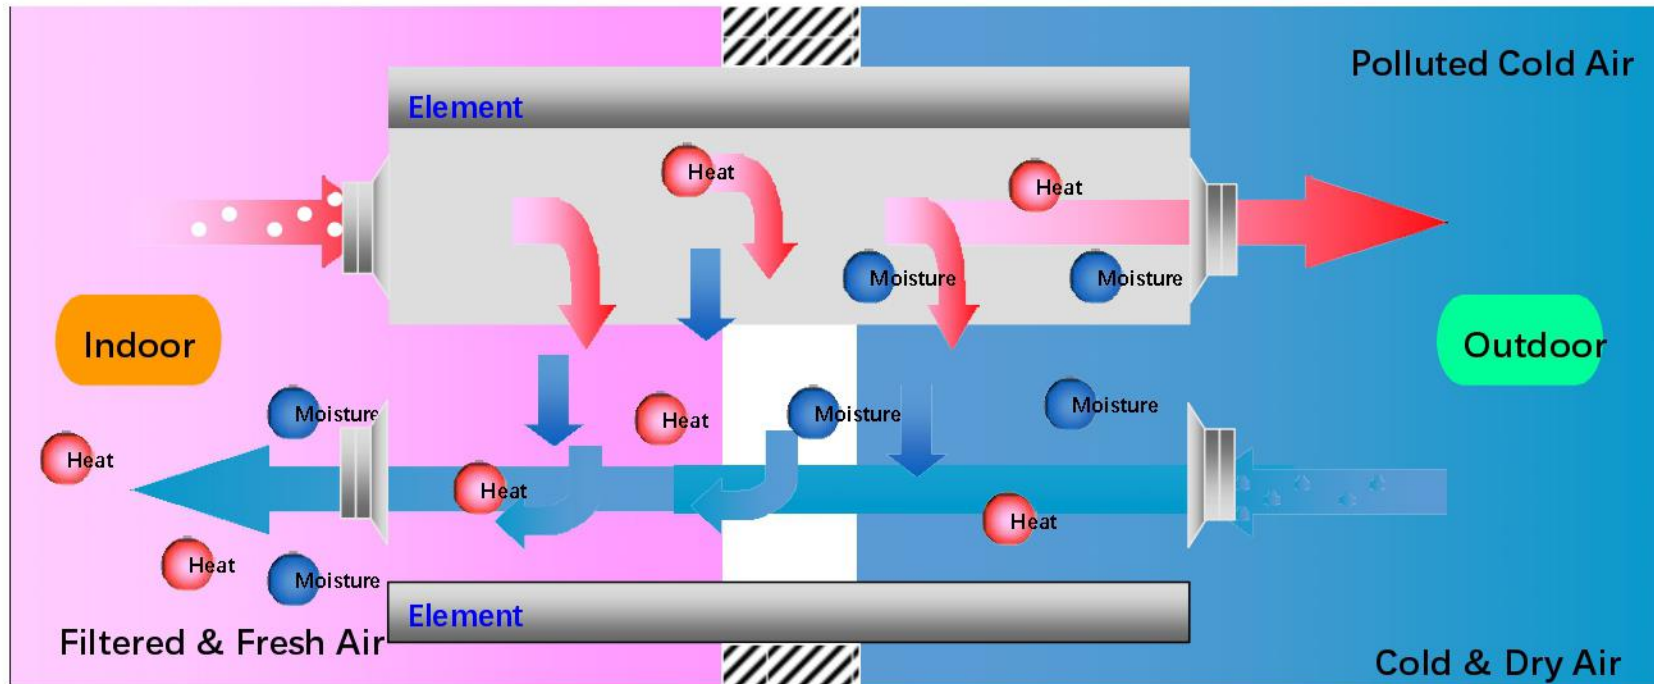 Polluted Cold Air
Element
Heat
Heat
Moisture
Moisture
Indoor
Outdoor
Moisture
Heat
Moisture
Moisture
Heat
Heat
Heat
Heat
Moisture
Element
Filtered & Fresh Air
Cold & Dry Air